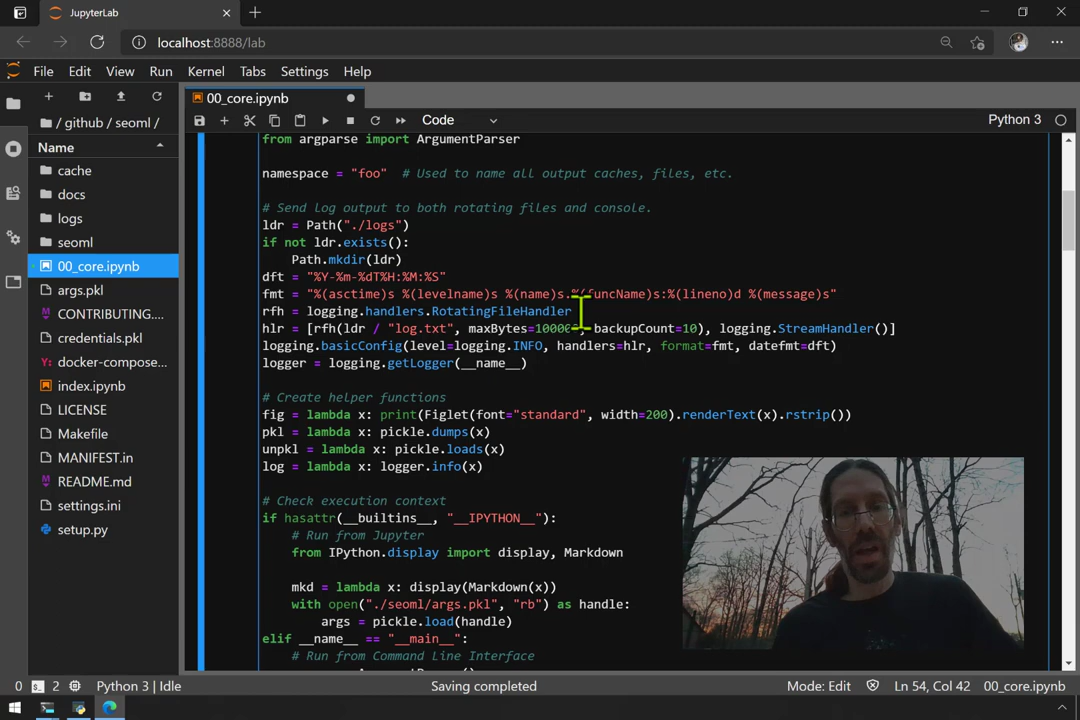 JupyterLab
localhost:8888/lab
File Edit View Run Kernel Tabs Settings Help
00_core.ipynb
/ github / seoml /
Code
Python 3
Name
cache
docs
logs
seoml
00_core.ipynb
args.pkl
CONTRIBUTING....
credentials.pkl
docker-compose...
index.ipynb
LICENSE
Makefile
MANIFEST.in
README.md
settings.ini
setup.py
from argparse import ArgumentParser
namespace = "foo"  # Used to name all output caches, files, etc.
# Send log output to both rotating files and console.
ldr = Path("./logs")
if not ldr.exists():
    Path.mkdir(ldr)
dft = "%Y-%m-%dT%H:%M:%S"
fmt = "%(asctime)s %(levelname)s %(name)s.%(funcName)s:%(lineno)d %(message)s"
rfh = logging.handlers.RotatingFileHandler
hlr = [rfh(ldr / "log.txt", maxBytes=10000 backupCount=10), logging.StreamHandler()]
logging.basicConfig(level=logging.INFO, handlers=hlr, format=fmt, datefmt=dft)
logger = logging.getLogger(__name__)
# Create helper functions
fig = lambda x: print(Figlet(font="standard", width=200).renderText(x).rstrip())
pkl = lambda x: pickle.dumps(x)
unpkl = lambda x: pickle.loads(x)
log = lambda x: logger.info(x)
# Check execution context
if hasattr(__builtins__, "__IPYTHON__"):
    # Run from Jupyter
    from IPython.display import display, Markdown
    mkd = lambda x: display(Markdown(x))
    with open("./seoml/args.pkl", "rb") as handle:
        args = pickle.load(handle)
elif __name__ == "__main__":
    # Run from Command Line Interface
0 2 Python 3 | Idle Saving completed Mode: Edit Ln 54, Col 42 00_core.ipynb